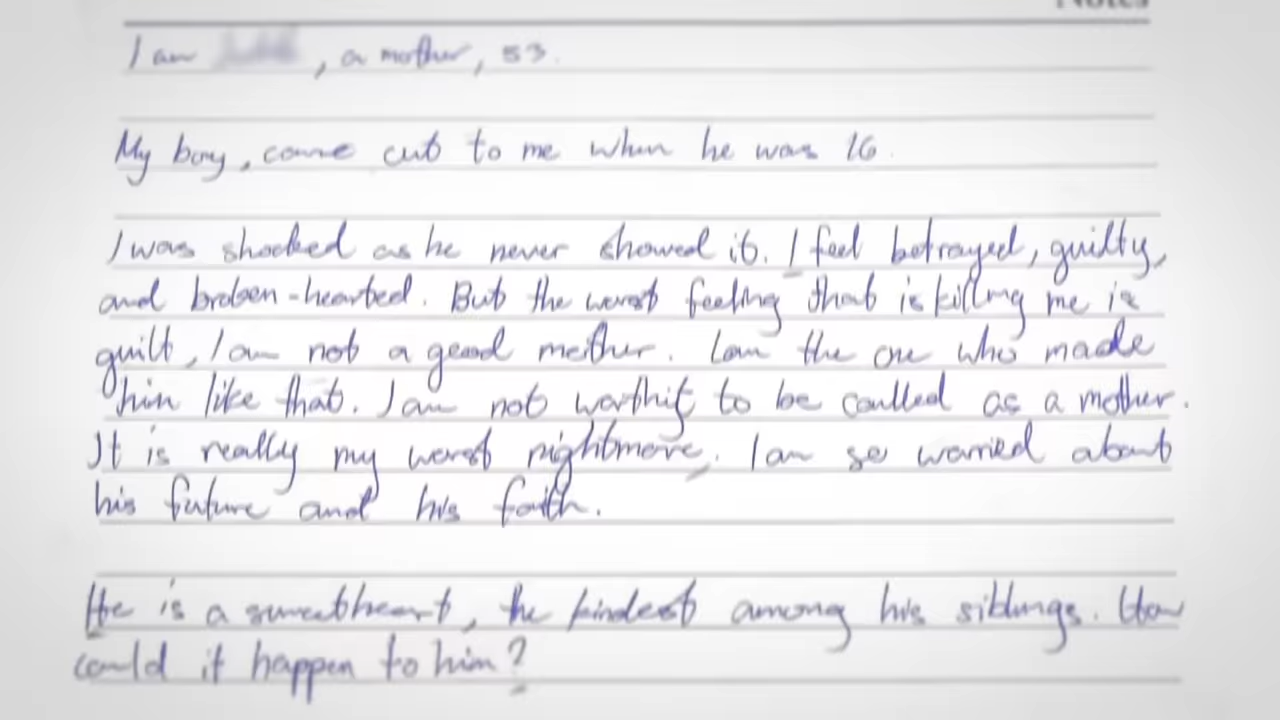 Notes
I am , a mother, 53.
My boy, came out to me when he was 16.
I was shocked as he never showed it. I feel betrayed, guilty,
and broken-hearted. But the worst feeling that is killing me is
guilt, I am not a good mother. I am the one who made
him like that. I am not worthit to be called as a mother.
It is really my worst nightmare. I am so worried about
his future and his faith.
He is a sweetheart, the kindest among his siblings. How
could it happen to him?